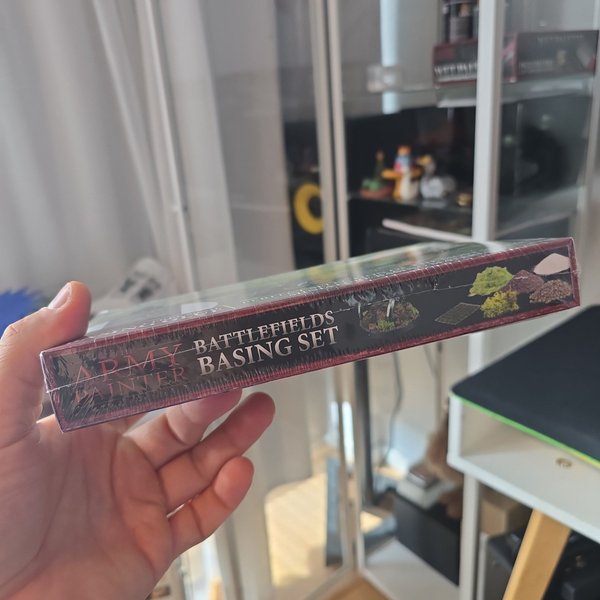 ARMY
PAINTER
BATTLEFIELDS
BASING SET